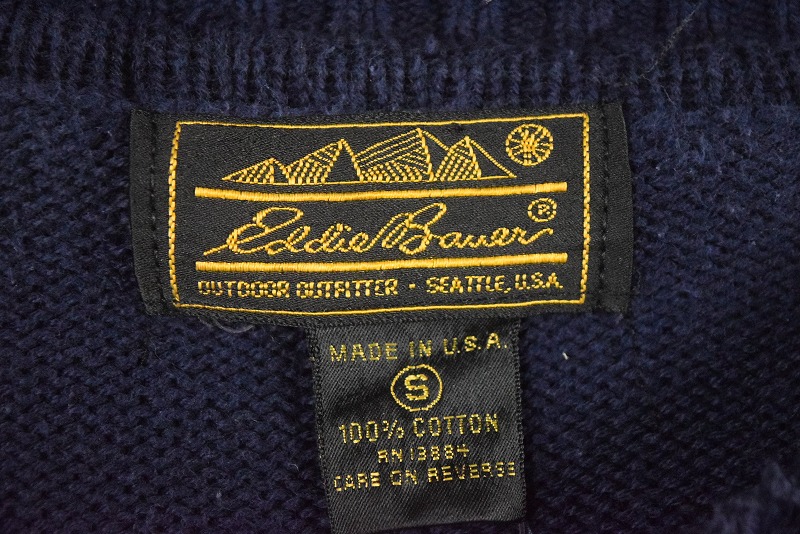 Eddie Bauer®
OUTDOOR OUTFITTER - SEATTLE, U.S.A.
MADE IN U.S.A.
S
100% COTTON
RN 13884
CARE ON REVERSE